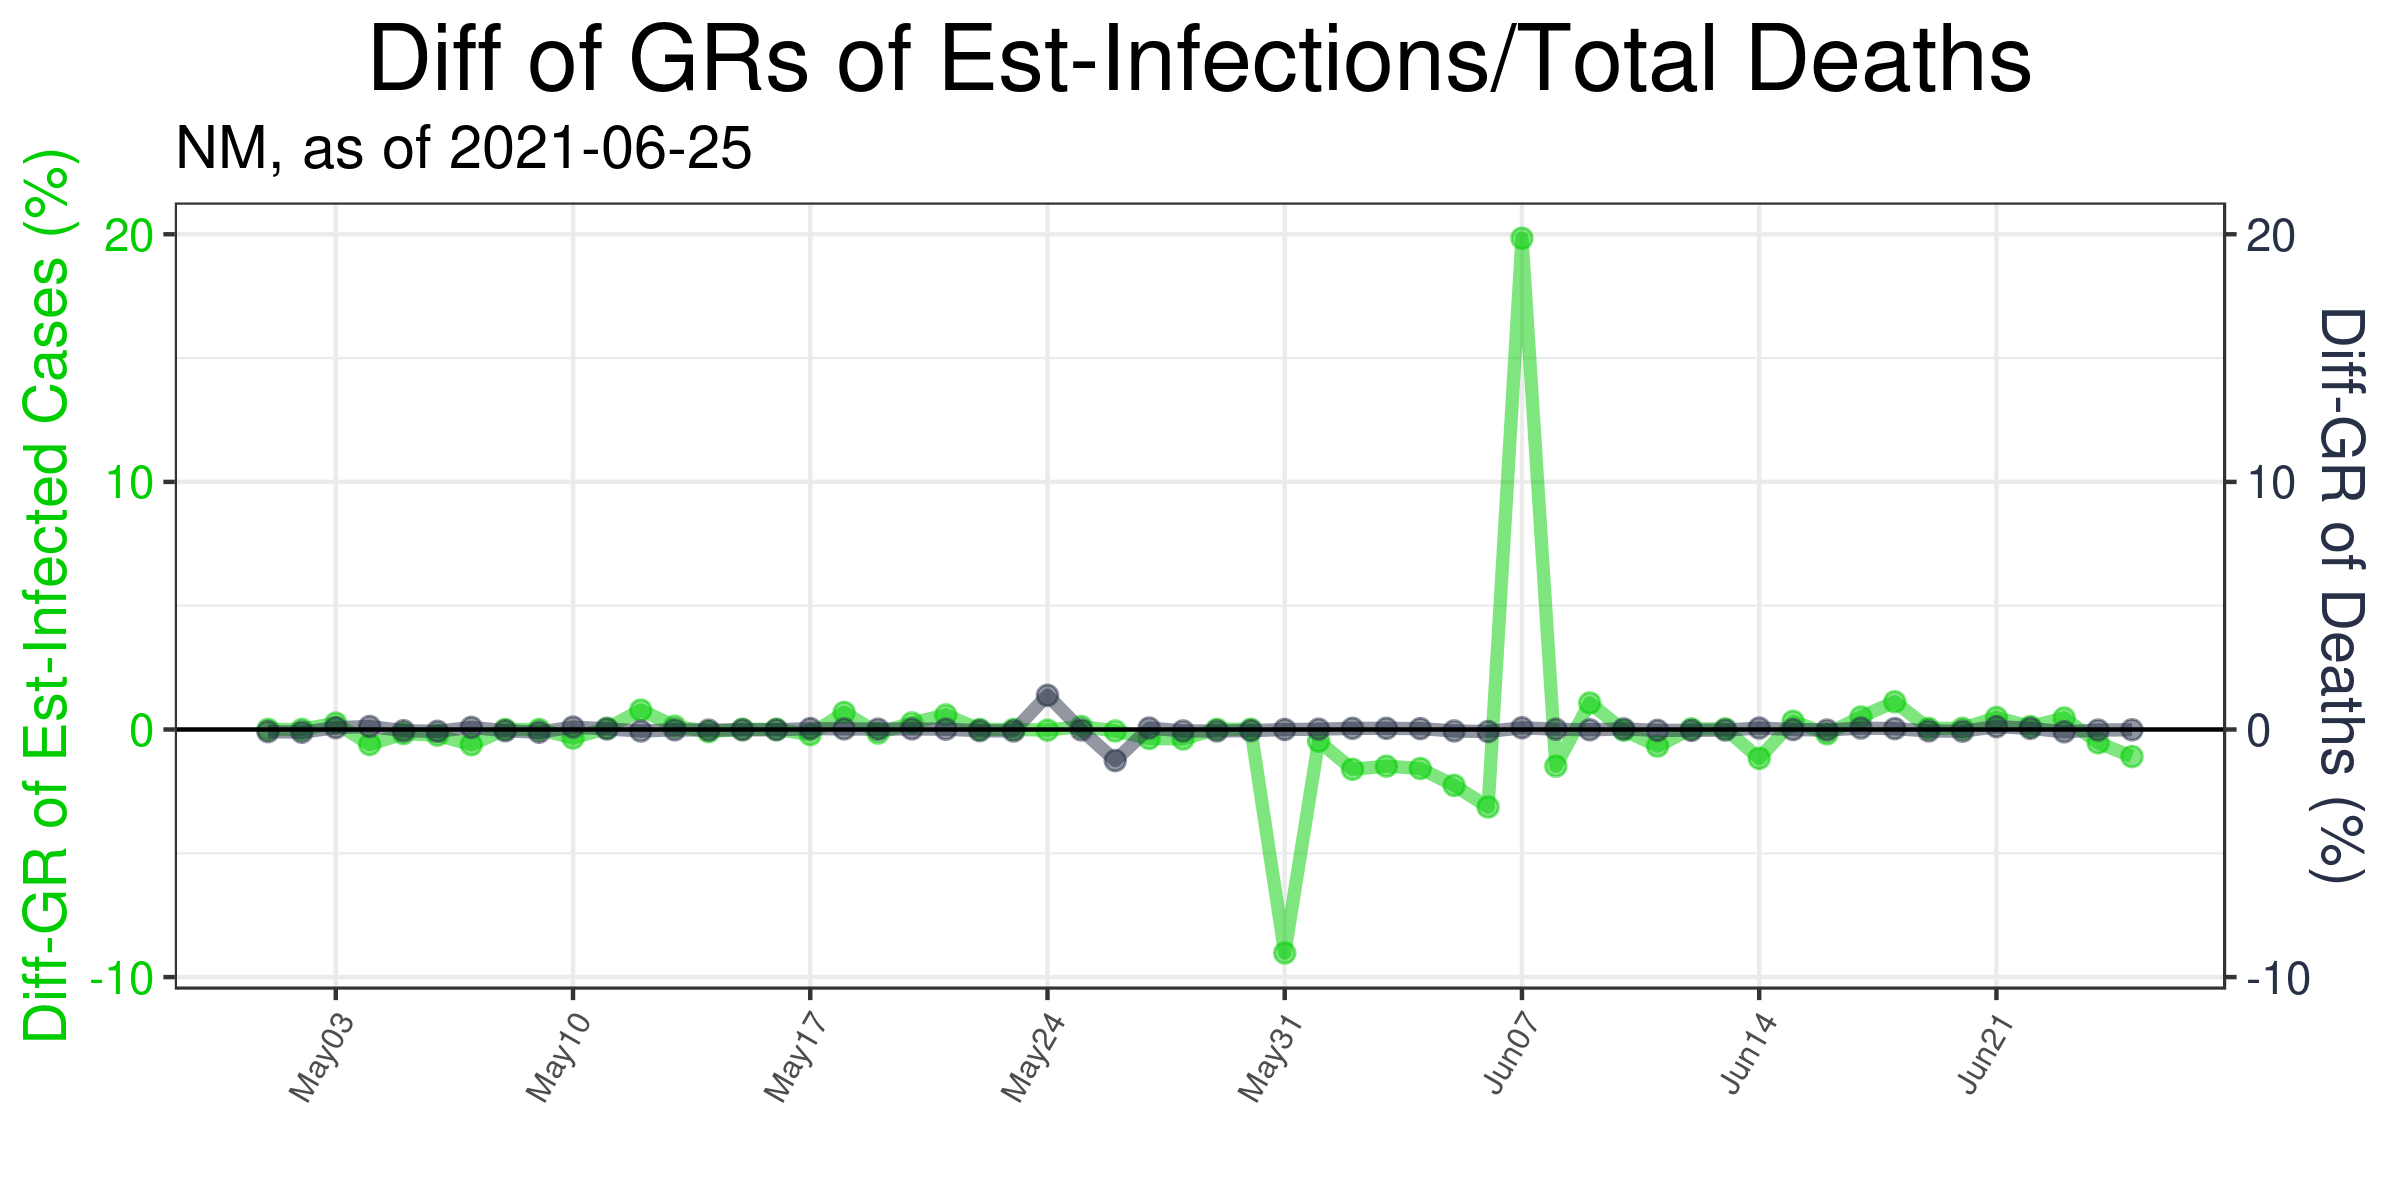 Diff of GRs of Est-Infections/Total Deaths
NM, as of 2021-06-25
Diff-GR of Est-Infected Cases (%)
20
10
0
-10
20
10
0
-10
Diff-GR of Deaths (%)
May03
May10
May17
May24
May31
Jun07
Jun14
Jun21